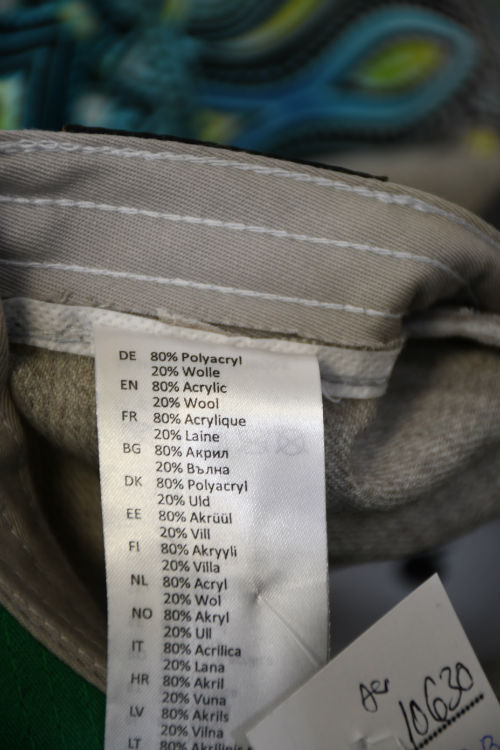 DE 80% Polyacryl
20% Wolle
EN 80% Acrylic
20% Wool
FR 80% Acrylique
20% Laine
BG 80% Акрил
20% Вълна
DK 80% Polyacryl
20% Uld
EE 80% Akrüül
20% Vill
FI 80% Akryyli
20% Villa
NL 80% Acryl
20% Wol
NO 80% Akryl
20% Ull
IT 80% Acrilica
20% Lana
HR 80% Akril
20% Vuna
LV 80% Akrils
20% Vilna
LT 80%
10630